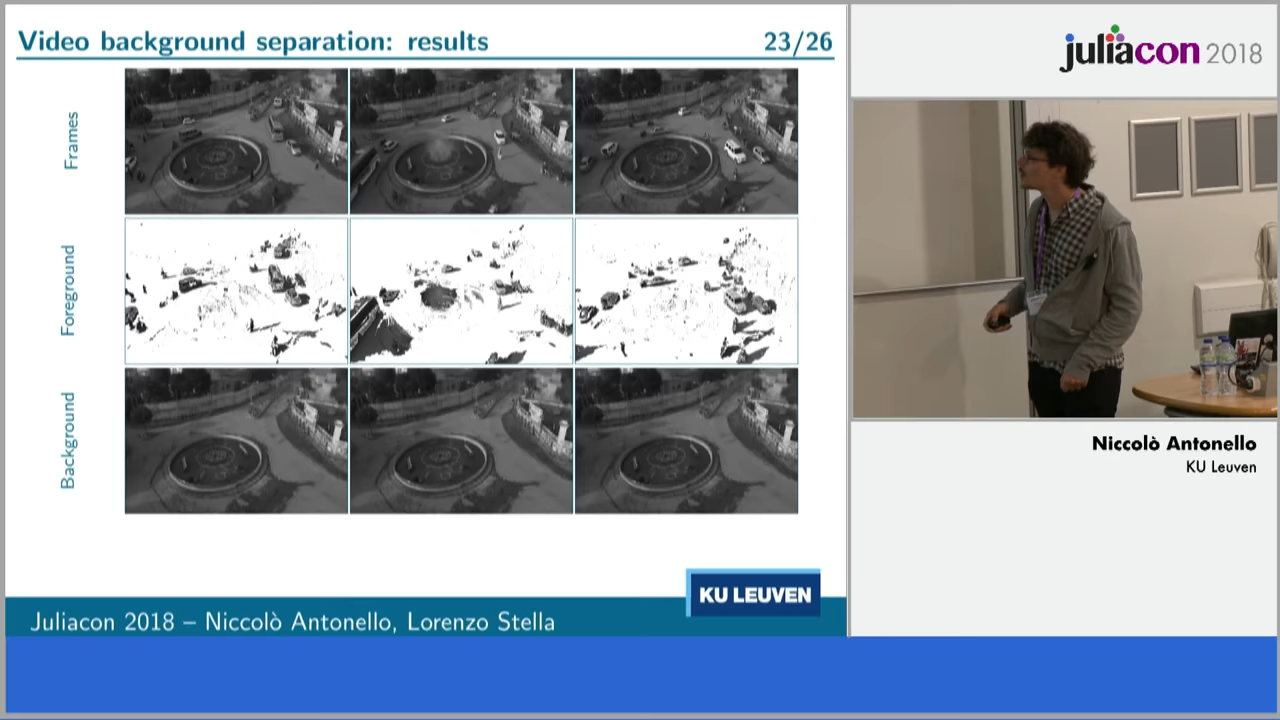 Video background separation: results
23/26
Frames
Foreground
Background
KU LEUVEN
Juliacon 2018 – Niccolò Antonello, Lorenzo Stella
juliacon 2018
Niccolò Antonello
KU Leuven